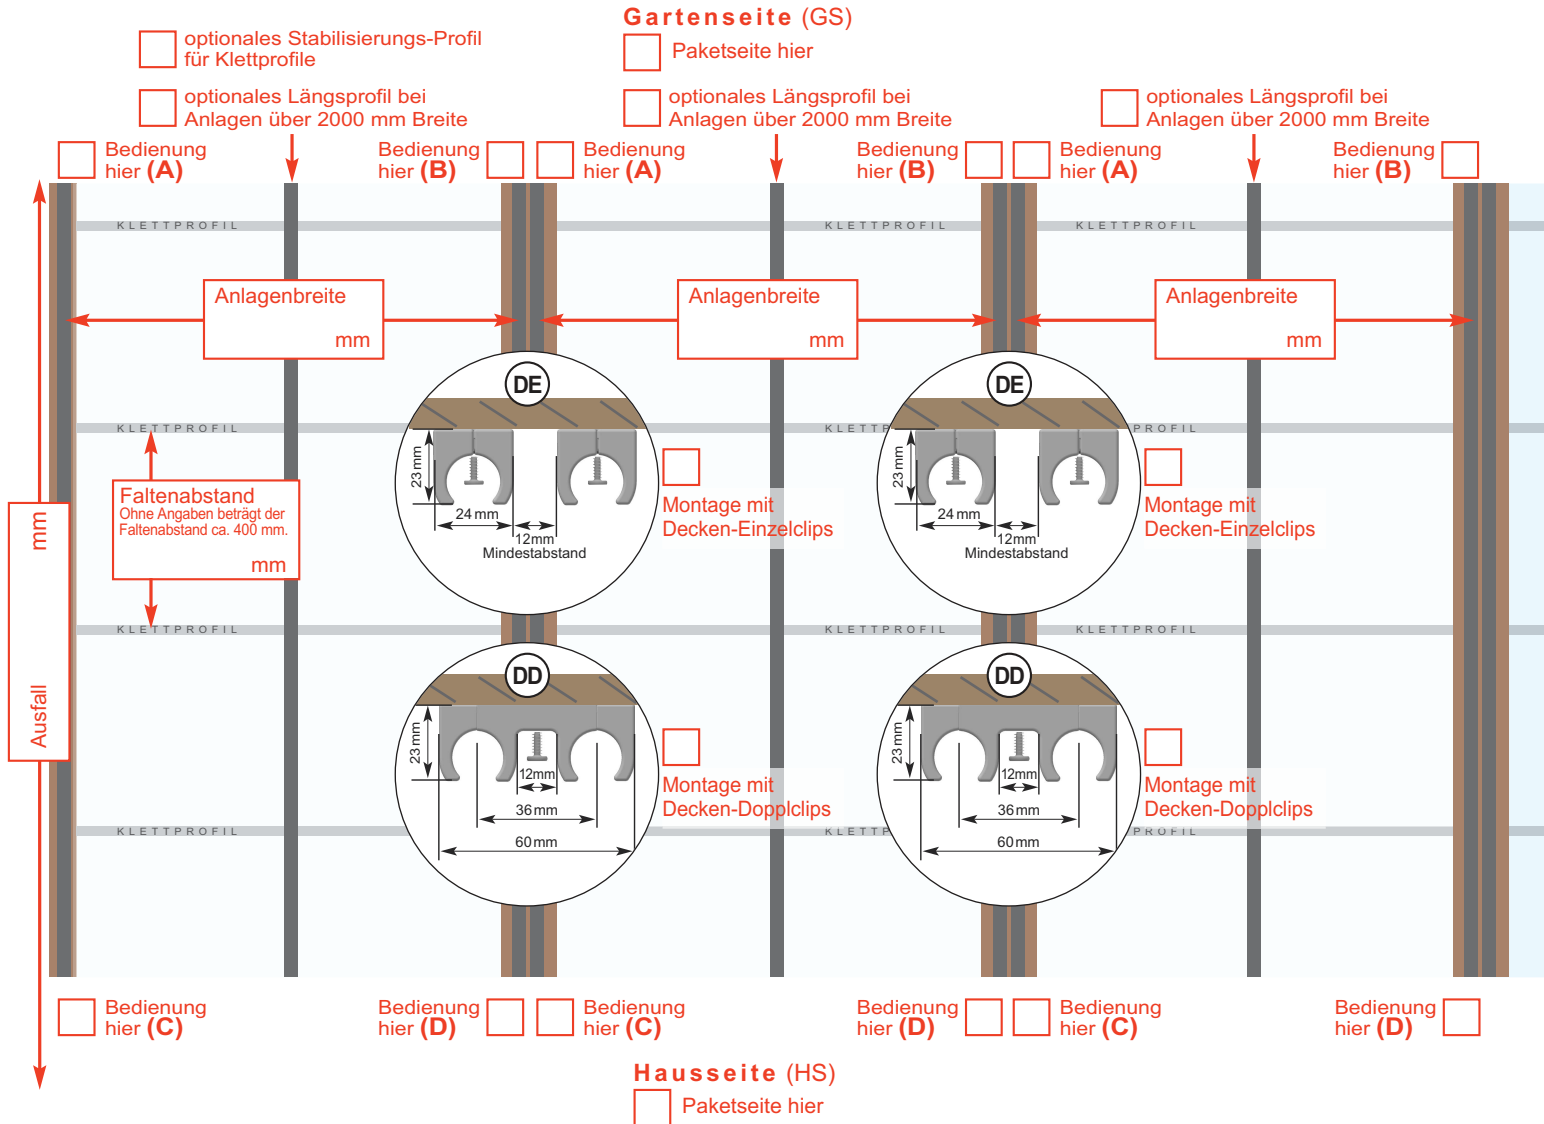 Gartenseite (GS)
Paketseite hier
optionales Stabilisierungs-Profil
für Klettprofile
optionales Längsprofil bei
Anlagen über 2000 mm Breite
optionales Längsprofil bei
Anlagen über 2000 mm Breite
optionales Längsprofil bei
Anlagen über 2000 mm Breite
Bedienung
hier (A)
Bedienung
hier (B)
Bedienung
hier (A)
Bedienung
hier (B)
Bedienung
hier (A)
Bedienung
hier (B)
KLETTPROFIL
KLETTPROFIL
KLETTPROFIL
Anlagenbreite
mm
Anlagenbreite
mm
Anlagenbreite
mm
DE
DE
KLETTPROFIL
KLETTP
PROFIL
23 mm
24 mm
12mm
Mindestabstand
Montage mit
Decken-Einzelclips
23 mm
24 mm
12mm
Mindestabstand
Montage mit
Decken-Einzelclips
Faltenabstand
Ohne Angaben beträgt der
Faltenabstand ca. 400 mm.
mm
mm
Ausfall
KLETTPROFIL
KLETTPROFIL
KLETTPROFIL
DD
DD
23 mm
12mm
36 mm
60 mm
Montage mit
Decken-Dopplclips
23 mm
12mm
36 mm
60 mm
Montage mit
Decken-Dopplclips
KLETTPROFIL
KLETTP
PROFIL
Bedienung
hier (C)
Bedienung
hier (D)
Bedienung
hier (C)
Bedienung
hier (D)
Bedienung
hier (C)
Bedienung
hier (D)
Hausseite (HS)
Paketseite hier